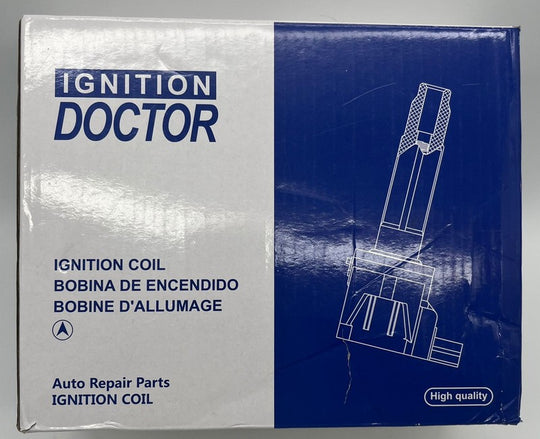 IGNITION
DOCTOR
IGNITION COIL
BOBINA DE ENCENDIDO
BOBINE D'ALLUMAGE
Auto Repair Parts
IGNITION COIL
High quality